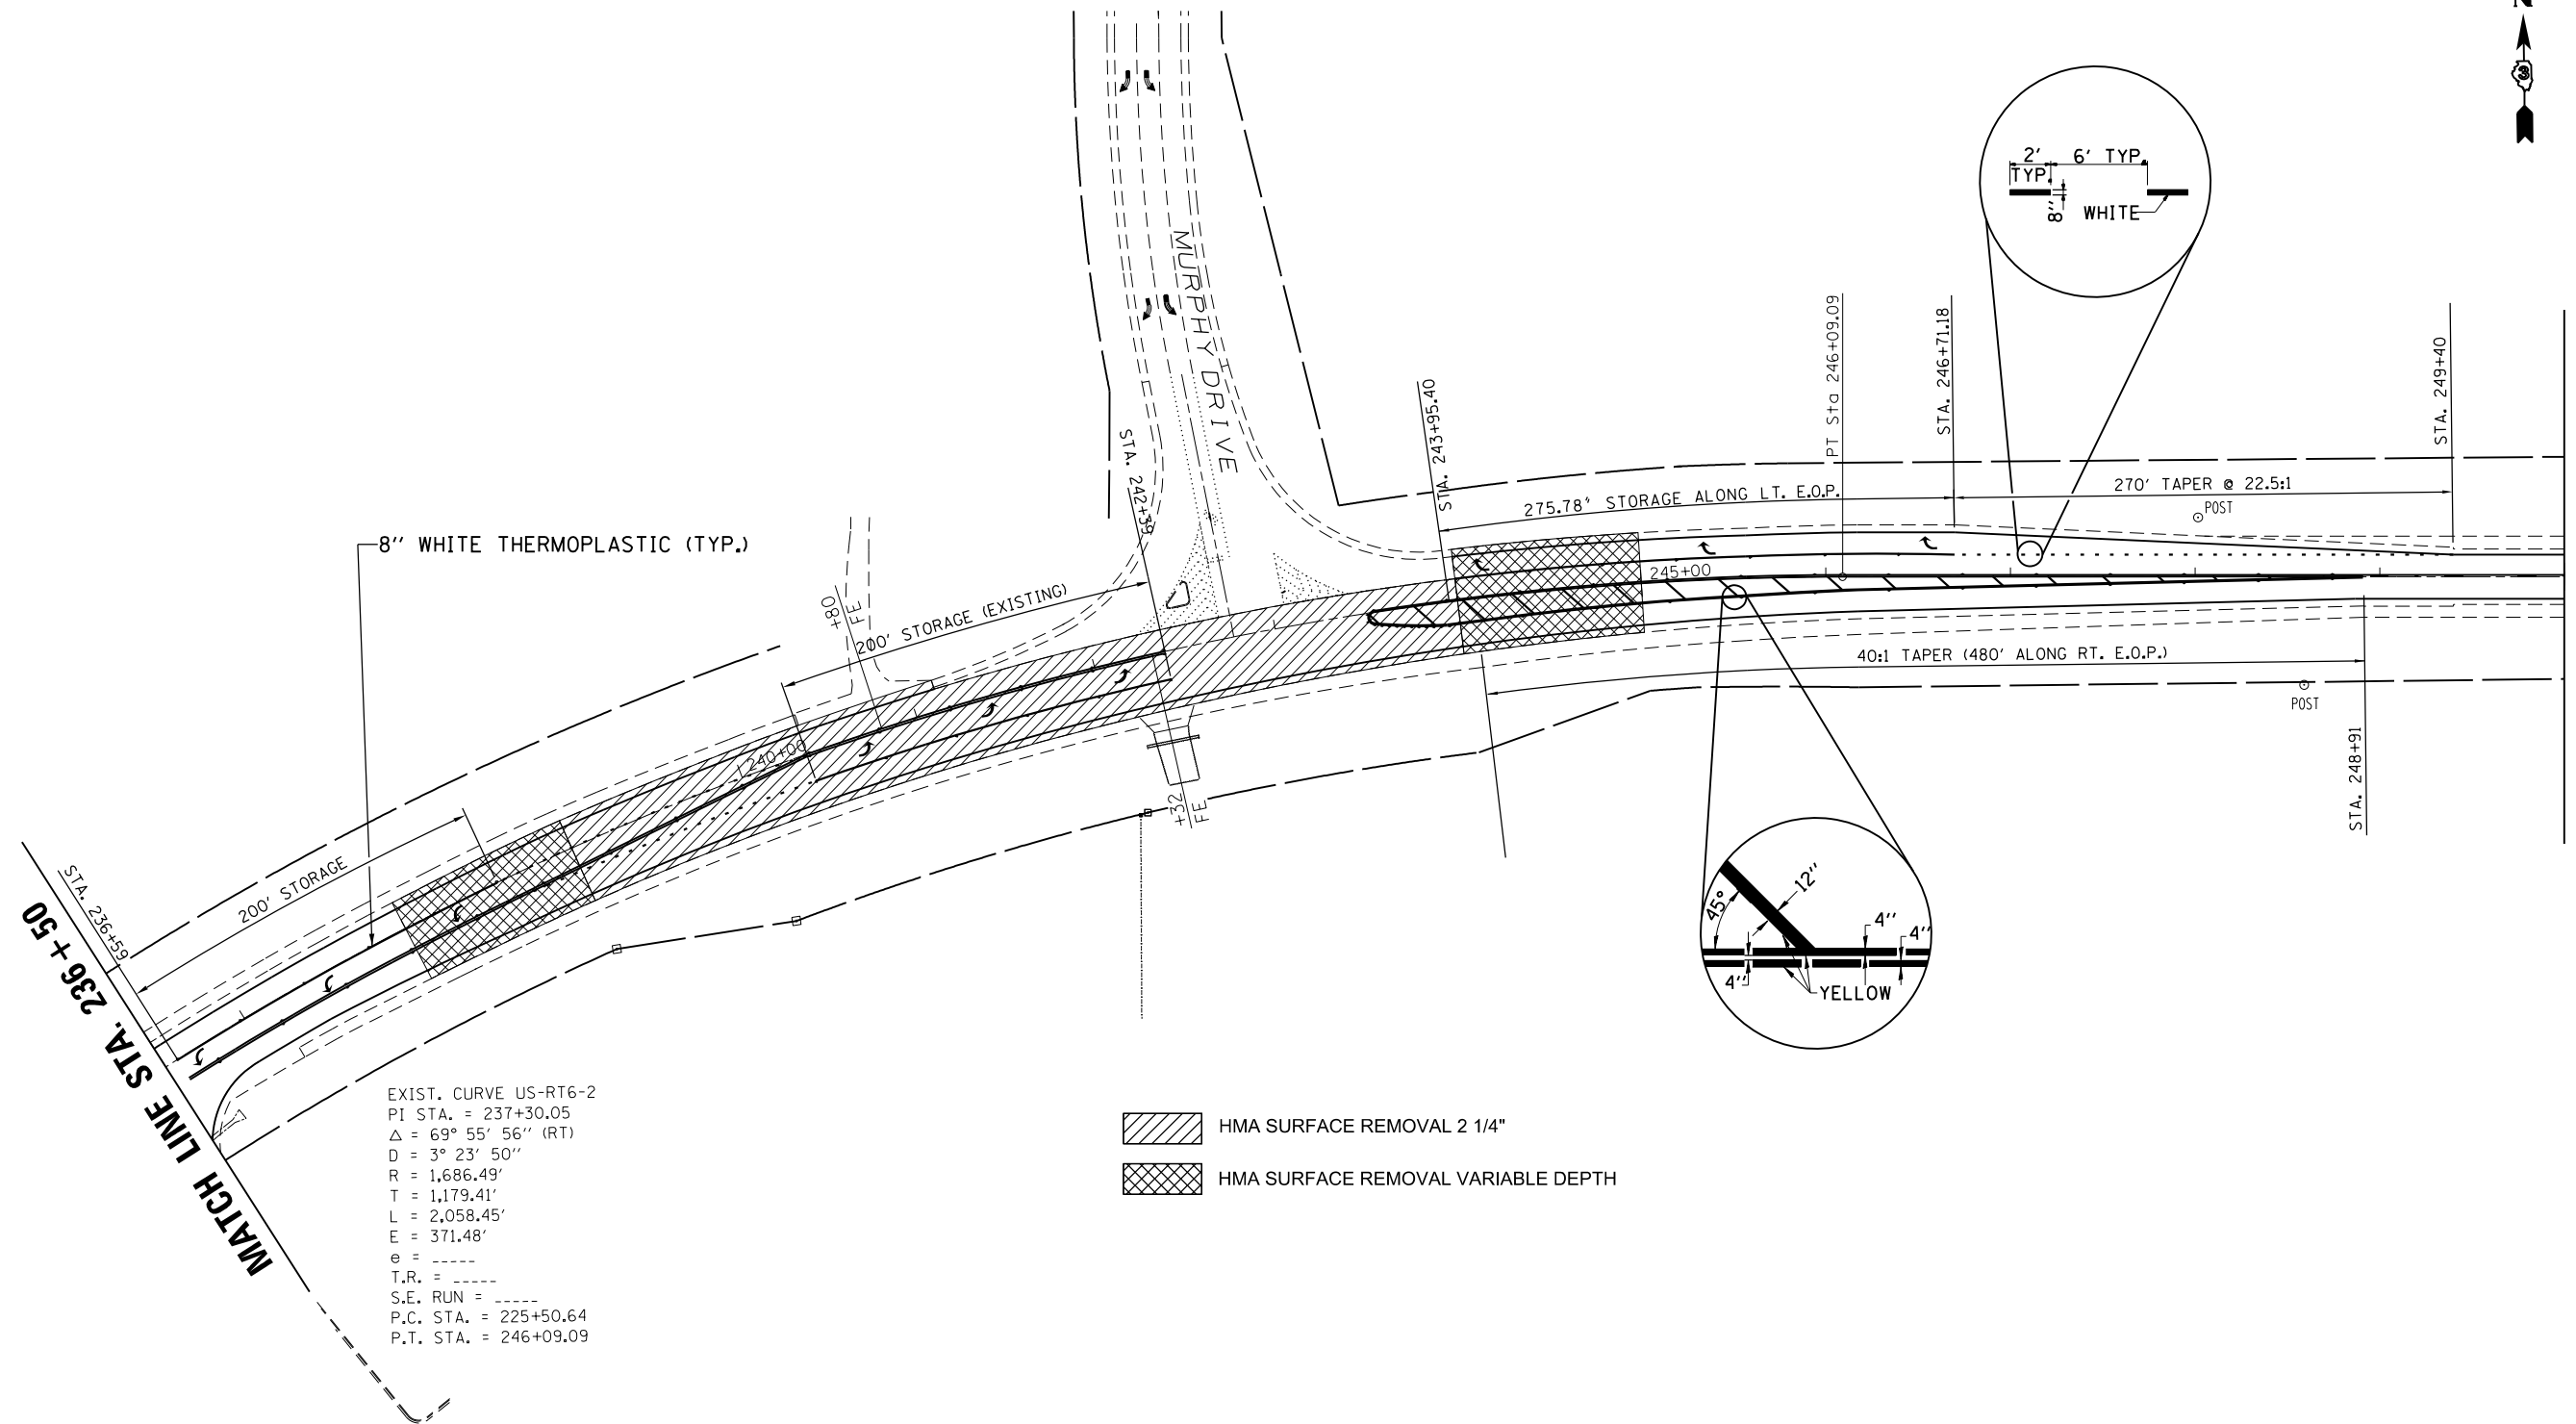 N
3
2' 6' TYP.
TYP.
8"
WHITE
MURPHY DRIVE
PT Sta 246+09.09
STA. 246+71.18
STA. 249+40
STA. 243+95.40
STA. 242+39
275.78' STORAGE ALONG LT. E.O.P.
270' TAPER @ 22.5:1
POST
8" WHITE THERMOPLASTIC (TYP.)
245+00
+80
FE
200' STORAGE (EXISTING)
40:1 TAPER (480' ALONG RT. E.O.P.)
POST
240+00
STA. 248+91
+32
FE
200' STORAGE
STA. 236+59
MATCH LINE STA. 236+50
12"
45°
4"
4"
4"
YELLOW
EXIST. CURVE US-RT6-2
PI STA. = 237+30.05
△ = 69° 55' 56" (RT)
D = 3° 23' 50"
R = 1,686.49'
T = 1,179.41'
L = 2,058.45'
E = 371.48'
e = _____
T.R. = _____
S.E. RUN = _____
P.C. STA. = 225+50.64
P.T. STA. = 246+09.09
HMA SURFACE REMOVAL 2 1/4"
HMA SURFACE REMOVAL VARIABLE DEPTH